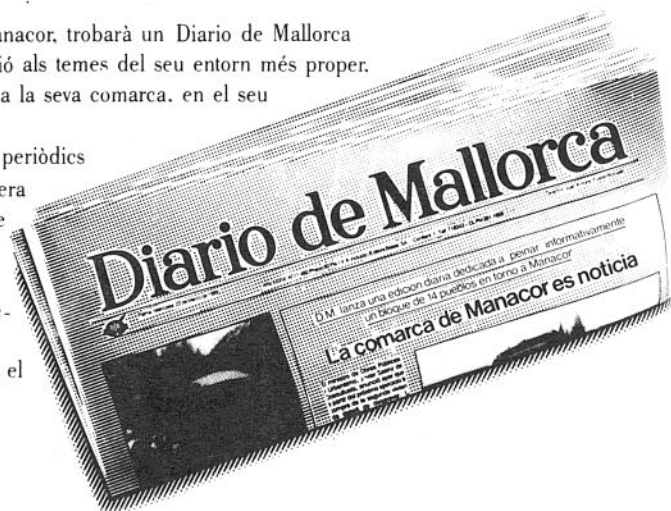 anacor, trobarà un Diario de Mallorca
ió als temes del seu entorn més proper.
a la seva comarca, en el seu
periòdics
era
e
e-
el
Diario de Mallorca
D.M. lanza una edicion diaria dedicada a peinar informativamente
un bloque de 14 pueblos en torno a Manacor
La comarca de Manacor es noticia